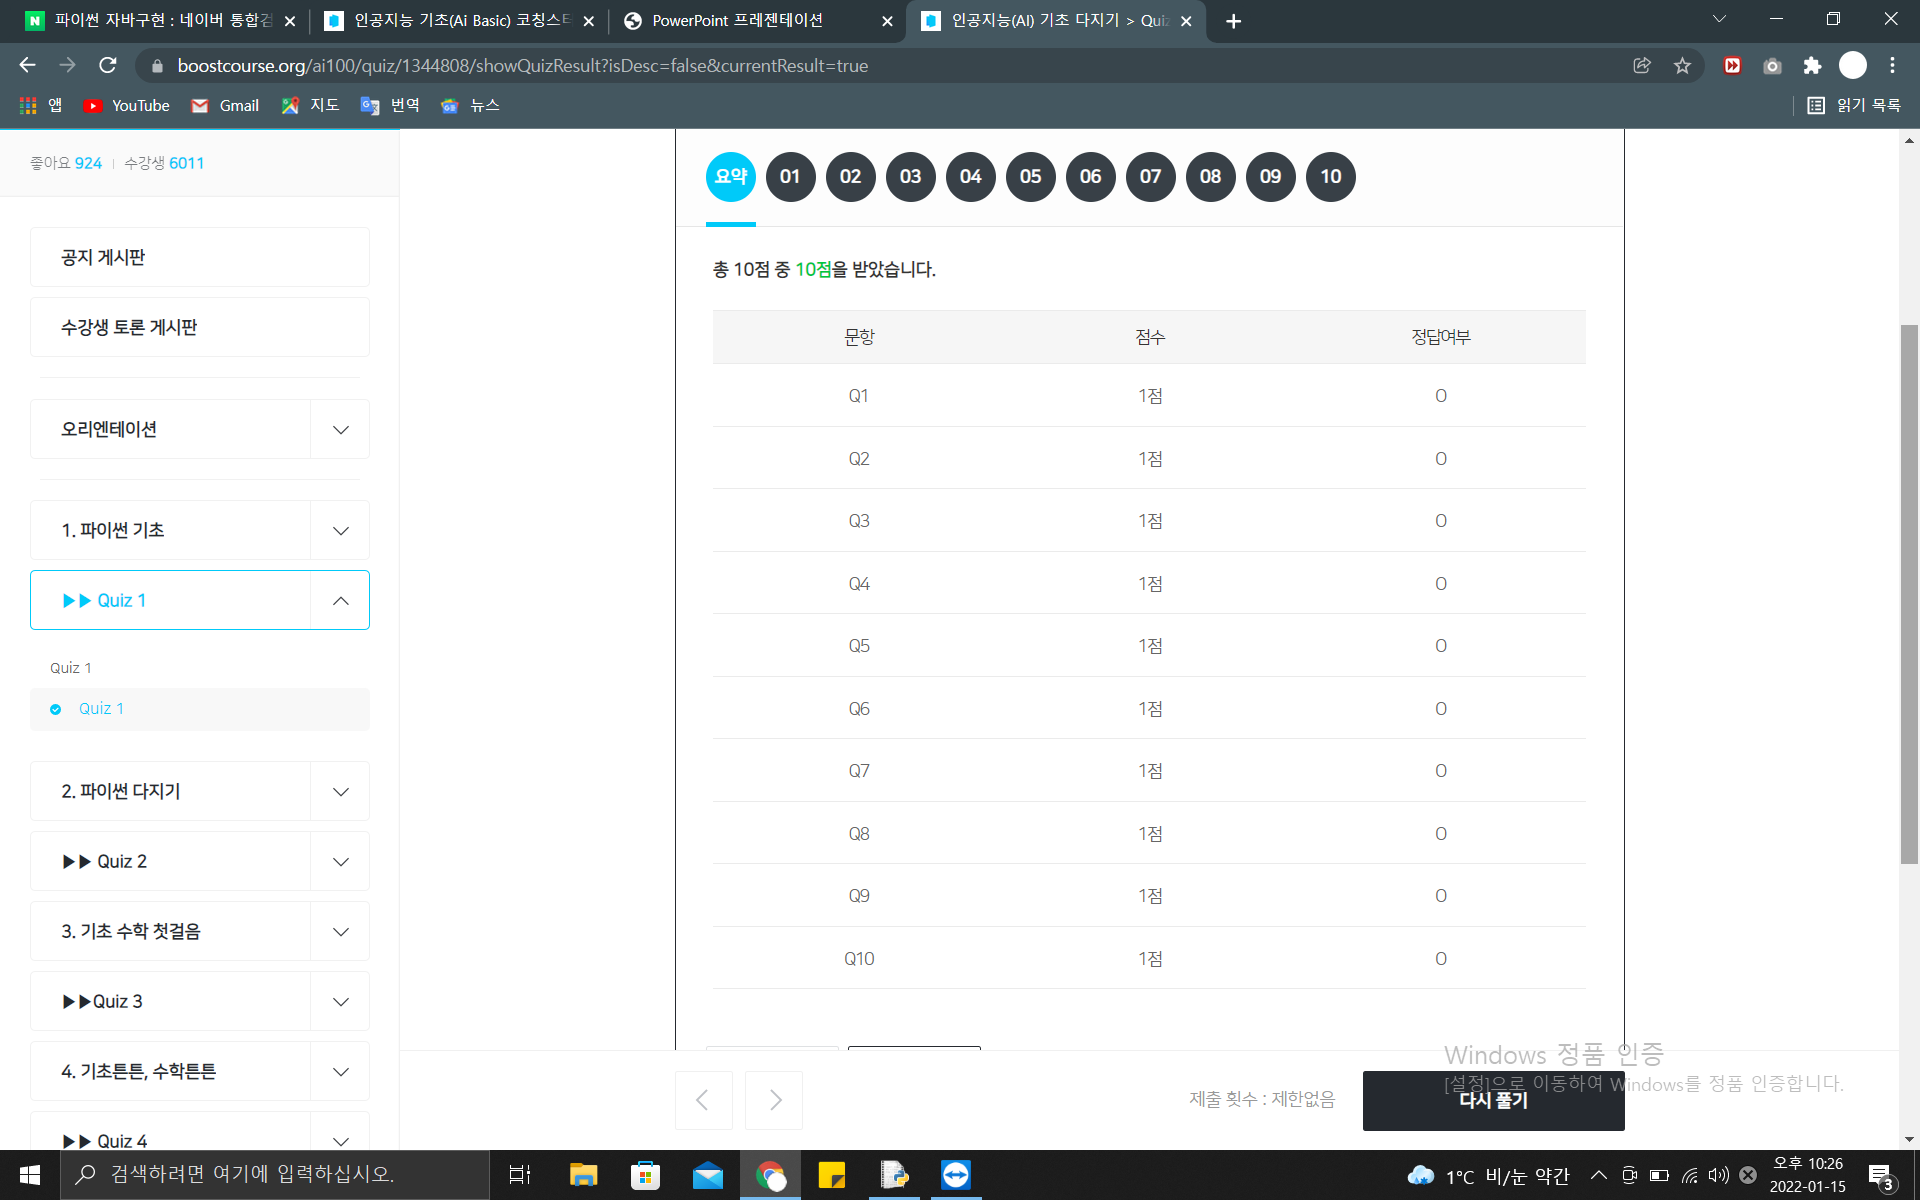 파이썬 자바구현 : 네이버 통합검
인공지능 기초(Ai Basic) 코칭스터
PowerPoint 프레젠테이션
인공지능(AI) 기초 다지기 > Quiz
boostcourse.org/ai100/quiz/1344808/showQuizResult?isDesc=false&currentResult=true
앱 YouTube Gmail 지도 번역 뉴스 읽기 목록
좋아요 924 수강생 6011
공지 게시판
수강생 토론 게시판
오리엔테이션
1. 파이썬 기초
▶▶ Quiz 1
Quiz 1
Quiz 1
2. 파이썬 다지기
▶▶ Quiz 2
3. 기초 수학 첫걸음
▶▶Quiz 3
4. 기초튼튼, 수학튼튼
▶▶ Quiz 4
요약 01 02 03 04 05 06 07 08 09 10
총 10점 중 10점을 받았습니다.
문항 점수 정답여부
Q1 1점 O
Q2 1점 O
Q3 1점 O
Q4 1점 O
Q5 1점 O
Q6 1점 O
Q7 1점 O
Q8 1점 O
Q9 1점 O
Q10 1점 O
Windows 정품 인증
[설정]으로 이동하여 Windows를 정품 인증합니다.
제출 횟수 : 제한없음 다시 풀기
검색하려면 여기에 입력하십시오.
1°C 비/눈 약간
오후 10:26
2022-01-15
3